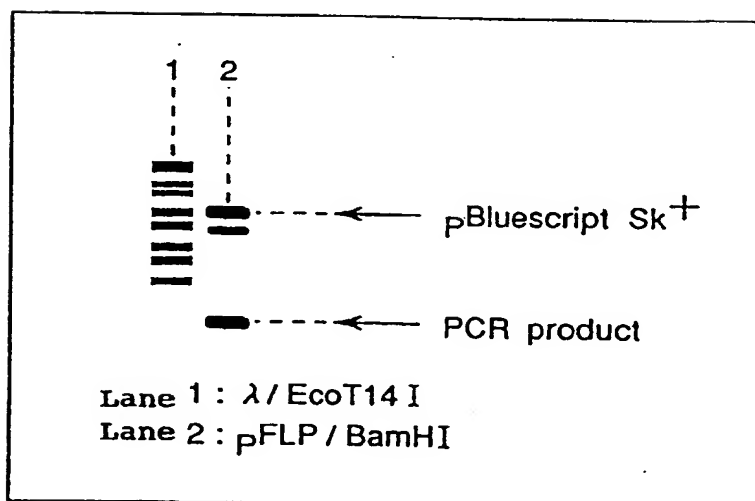 1 2
pBluescript Sk+
PCR product
Lane 1 : λ / EcoT14 I
Lane 2 : pFLP / BamHI